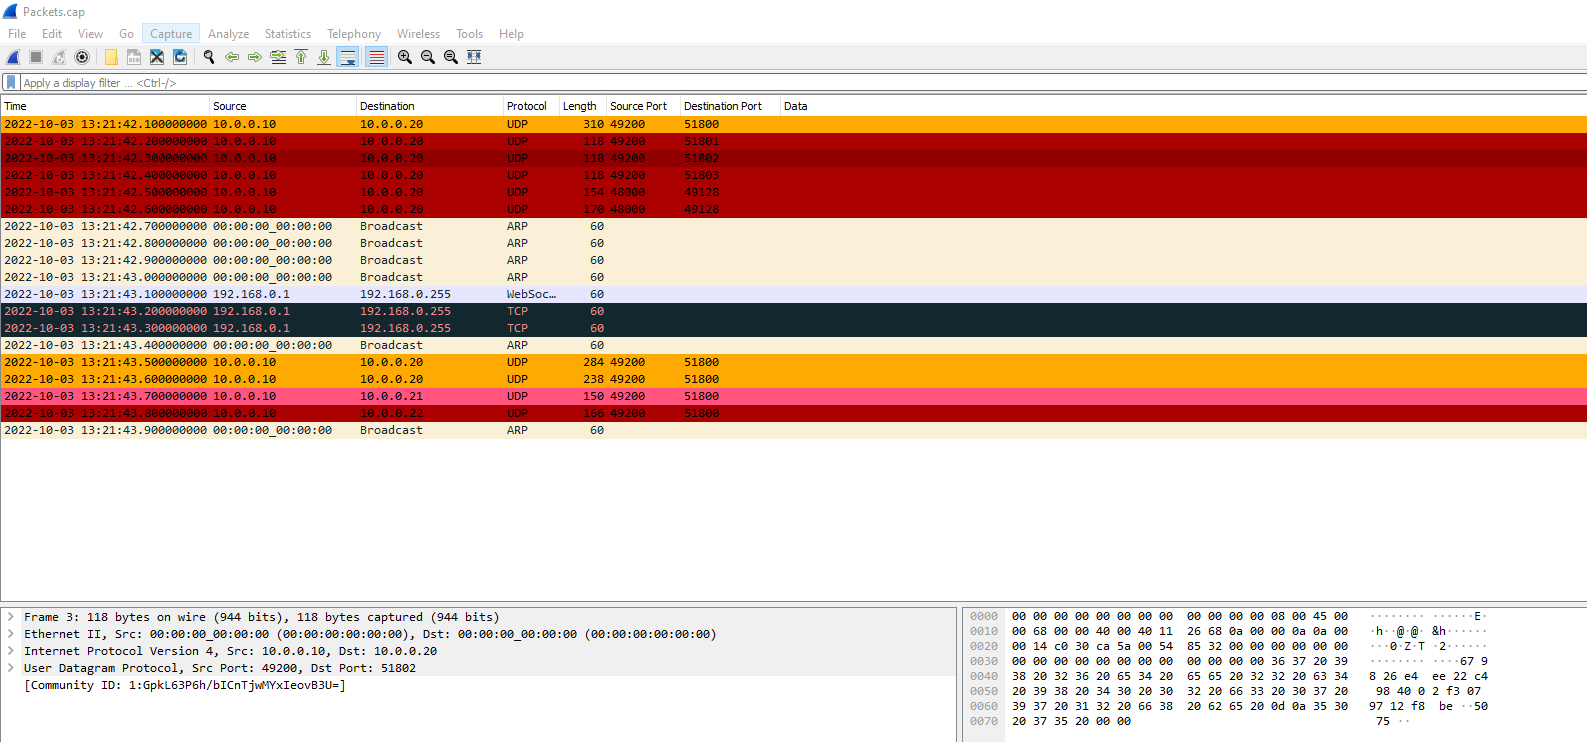 Packets.cap
File Edit View Go Capture Analyze Statistics Telephony Wireless Tools Help
Apply a display filter ... <Ctrl-/>
Time Source Destination Protocol Length Source Port Destination Port Data
2022-10-03 13:21:42.100000000 10.0.0.10 10.0.0.20 UDP 310 49200 51800
2022-10-03 13:21:42.200000000 10.0.0.10 10.0.0.20 UDP 118 49200 51801
2022-10-03 13:21:42.300000000 10.0.0.10 10.0.0.20 UDP 118 49200 51802
2022-10-03 13:21:42.400000000 10.0.0.10 10.0.0.20 UDP 118 49200 51803
2022-10-03 13:21:42.500000000 10.0.0.10 10.0.0.20 UDP 154 48000 49128
2022-10-03 13:21:42.600000000 10.0.0.10 10.0.0.20 UDP 170 48000 49128
2022-10-03 13:21:42.700000000 00:00:00_00:00:00 Broadcast ARP 60
2022-10-03 13:21:42.800000000 00:00:00_00:00:00 Broadcast ARP 60
2022-10-03 13:21:42.900000000 00:00:00_00:00:00 Broadcast ARP 60
2022-10-03 13:21:43.000000000 00:00:00_00:00:00 Broadcast ARP 60
2022-10-03 13:21:43.100000000 192.168.0.1 192.168.0.255 WebSoc… 60
2022-10-03 13:21:43.200000000 192.168.0.1 192.168.0.255 TCP 60
2022-10-03 13:21:43.300000000 192.168.0.1 192.168.0.255 TCP 60
2022-10-03 13:21:43.400000000 00:00:00_00:00:00 Broadcast ARP 60
2022-10-03 13:21:43.500000000 10.0.0.10 10.0.0.20 UDP 284 49200 51800
2022-10-03 13:21:43.600000000 10.0.0.10 10.0.0.20 UDP 238 49200 51800
2022-10-03 13:21:43.700000000 10.0.0.10 10.0.0.21 UDP 150 49200 51800
2022-10-03 13:21:43.800000000 10.0.0.10 10.0.0.22 UDP 166 49200 51800
2022-10-03 13:21:43.900000000 00:00:00_00:00:00 Broadcast ARP 60
Frame 3: 118 bytes on wire (944 bits), 118 bytes captured (944 bits)
Ethernet II, Src: 00:00:00_00:00:00 (00:00:00:00:00:00), Dst: 00:00:00_00:00:00 (00:00:00:00:00:00)
Internet Protocol Version 4, Src: 10.0.0.10, Dst: 10.0.0.20
User Datagram Protocol, Src Port: 49200, Dst Port: 51802
[Community ID: 1:GpkL63P6h/bICnTjwMYxIeovB3U=]
0000 00 00 00 00 00 00 00 00 00 00 00 00 08 00 45 00 ········ ······E·
0010 00 68 00 00 40 00 40 11 26 68 0a 00 00 0a 0a 00 ·h··@·@· &h······
0020 00 14 c0 30 ca 5a 00 54 85 32 00 00 00 00 00 00 ···0·Z·T ·2······
0030 00 00 00 00 00 00 00 00 00 00 00 00 36 37 20 39 ········ ····67 9
0040 38 20 32 36 20 65 34 20 65 65 20 32 32 20 63 34 8 26 e4 ee 22 c4
0050 20 39 38 20 34 30 20 30 32 20 66 33 20 30 37 20 98 40 0 2 f3 07
0060 39 37 20 31 32 20 66 38 20 62 65 20 0d 0a 35 30 97 12 f8 be ··50
0070 20 37 35 20 00 00 75 ··